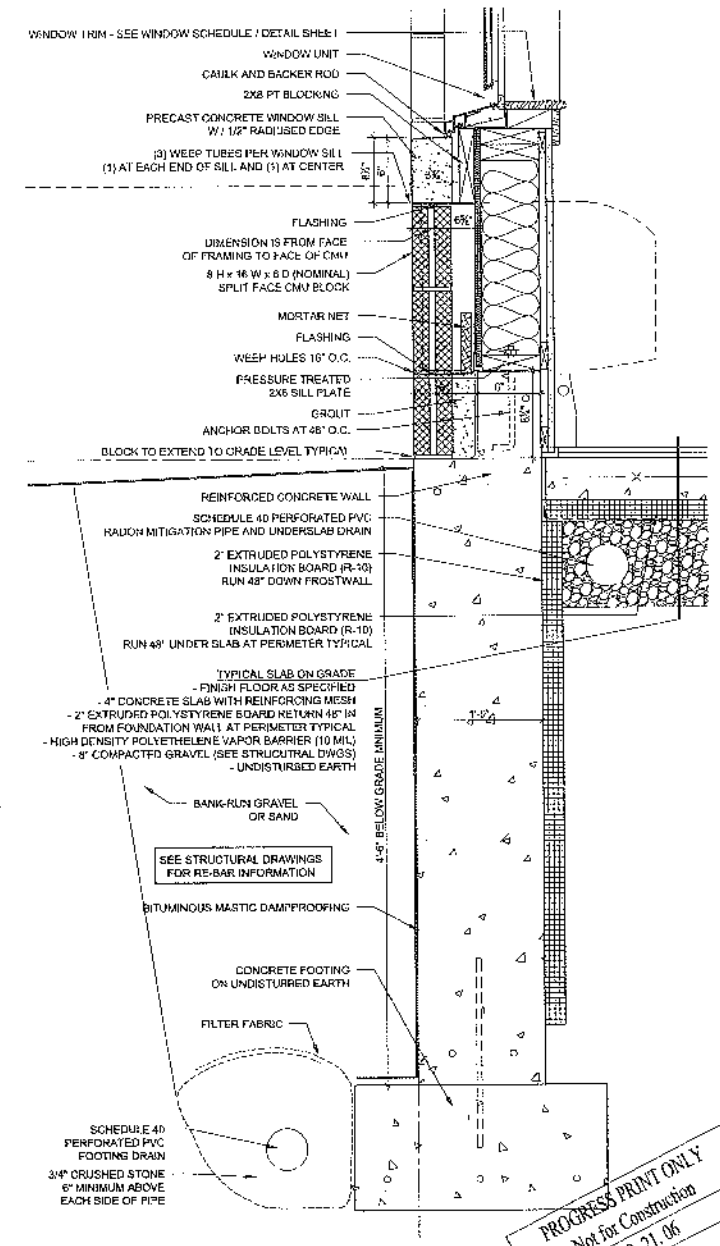 WINDOW TRIM - SEE WINDOW SCHEDULE / DETAIL SHEET
WINDOW UNIT
CAULK AND BACKER ROD
2X8 PT BLOCKING
PRECAST CONCRETE WINDOW SILL
W / 1/2" RADIUSED EDGE
(3) WEEP TUBES PER WINDOW SILL
(1) AT EACH END OF SILL AND (1) AT CENTER
FLASHING
DIMENSION IS FROM FACE
OF FRAMING TO FACE OF CMU
8 H x 16 W x 6 D (NOMINAL)
SPLIT FACE CMU BLOCK
MORTAR NET
FLASHING
WEEP HOLES 16" O.C.
PRESSURE TREATED
2X6 SILL PLATE
6"
GROUT
ANCHOR BOLTS AT 48" O.C.
BLOCK TO EXTEND TO GRADE LEVEL TYPICAL
REINFORCED CONCRETE WALL
SCHEDULE 40 PERFORATED PVC
RADON MITIGATION PIPE AND UNDERSLAB DRAIN
2" EXTRUDED POLYSTYRENE
INSULATION BOARD (R-10)
RUN 48" DOWN FROSTWALL
2" EXTRUDED POLYSTYRENE
INSULATION BOARD (R-10)
RUN 48" UNDER SLAB AT PERIMETER TYPICAL
TYPICAL SLAB ON GRADE
- FINISH FLOOR AS SPECIFIED
- 4" CONCRETE SLAB WITH REINFORCING MESH
- 2" EXTRUDED POLYSTYRENE BOARD RETURN 48" IN
FROM FOUNDATION WALL AT PERIMETER TYPICAL
- HIGH DENSITY POLYETHELENE VAPOR BARRIER (10 MIL)
- 8" COMPACTED GRAVEL (SEE STRUCUTRAL DWGS)
- UNDISTURBED EARTH
1'-6"
4'-6" BELOW GRADE MINIMUM
BANK-RUN GRAVEL
OR SAND
SEE STRUCTURAL DRAWINGS
FOR RE-BAR INFORMATION
BITUMINOUS MASTIC DAMPPROOFING
CONCRETE FOOTING
ON UNDISTURBED EARTH
FILTER FABRIC
SCHEDULE 40
PERFORATED PVC
FOOTING DRAIN
3/4" CRUSHED STONE
6" MINIMUM ABOVE
EACH SIDE OF PIPE
PROGRESS PRINT ONLY
Not for Construction
21. 06